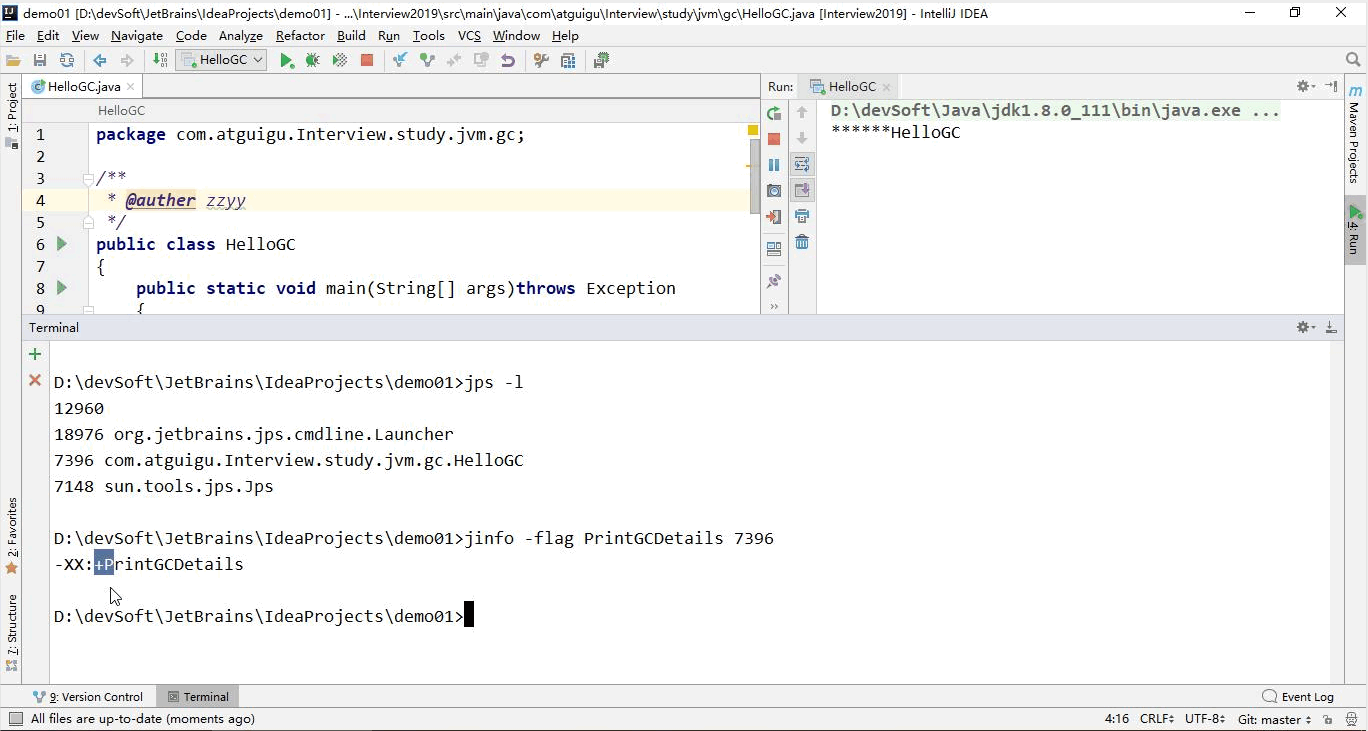 demo01 [D:\devSoft\JetBrains\IdeaProjects\demo01] - ...\Interview2019\src\main\java\com\atguigu\Interview\study\jvm\gc\HelloGC.java [Interview2019] - IntelliJ IDEA
File Edit View Navigate Code Analyze Refactor Build Run Tools VCS Window Help
HelloGC
HelloGC.java
Run: HelloGC
HelloGC
1: Project
Maven Projects
4: Run
1 package com.atguigu.Interview.study.jvm.gc;
2
3 /**
4 * @auther zzyy
5 */
6 public class HelloGC
7 {
8 public static void main(String[] args)throws Exception
9 {
D:\devSoft\Java\jdk1.8.0_111\bin\java.exe ...
******HelloGC
Terminal
D:\devSoft\JetBrains\IdeaProjects\demo01>jps -l
12960
18976 org.jetbrains.jps.cmdline.Launcher
7396 com.atguigu.Interview.study.jvm.gc.HelloGC
7148 sun.tools.jps.Jps
D:\devSoft\JetBrains\IdeaProjects\demo01>jinfo -flag PrintGCDetails 7396
-XX:+PrintGCDetails
D:\devSoft\JetBrains\IdeaProjects\demo01>
2: Favorites
7: Structure
9: Version Control Terminal Event Log
All files are up-to-date (moments ago) 4:16 CRLF UTF-8 Git: master